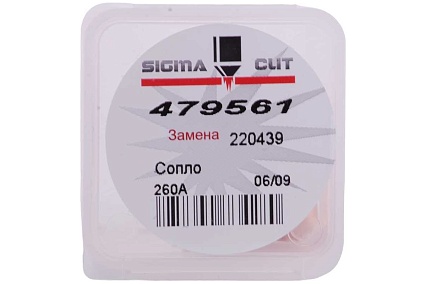 SIGMA CUT
479561
Замена 220439
Сопло
260A 06/09